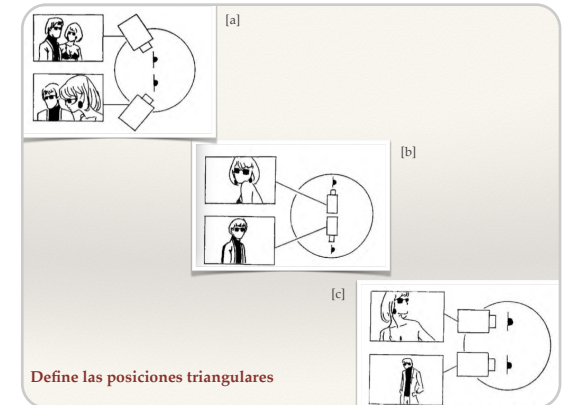 [a]
[b]
[c]
Define las posiciones triangulares